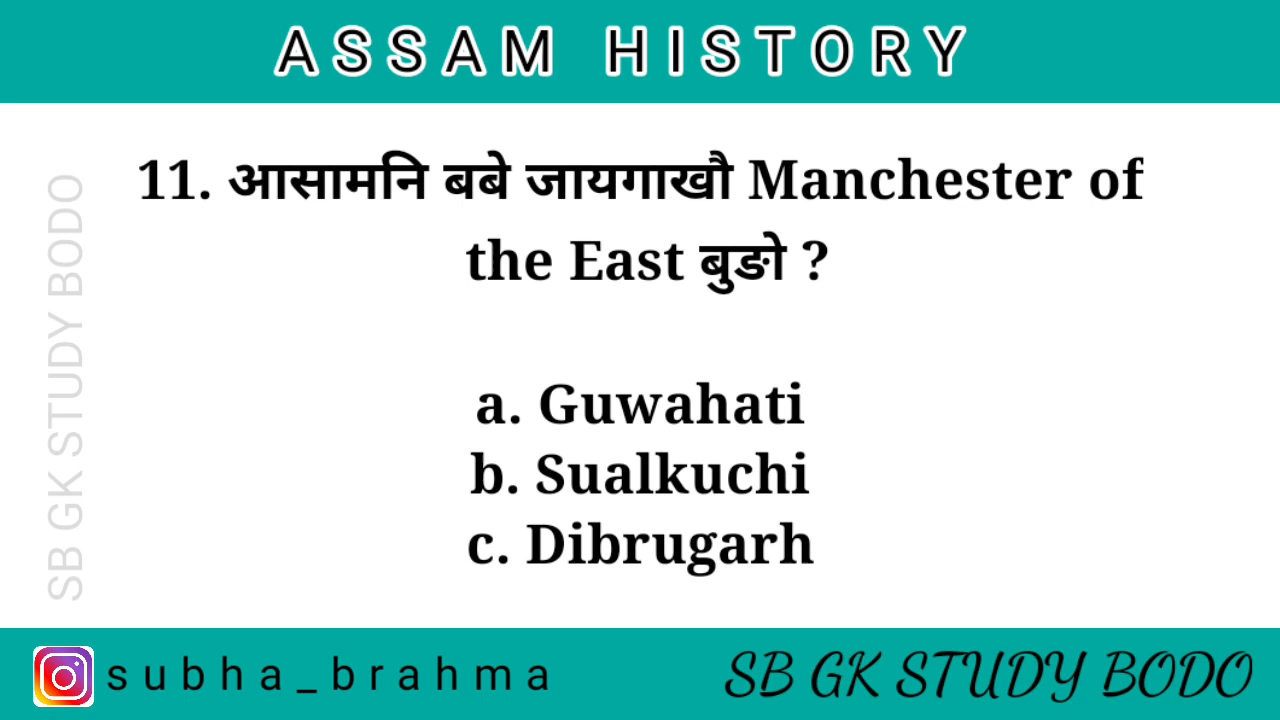 ASSAM HISTORY
SB GK STUDY BODO
11. आसामनि बबे जायगाखौ Manchester of
the East बुङो ?
a. Guwahati
b. Sualkuchi
c. Dibrugarh
subha_brahma
SB GK STUDY BODO